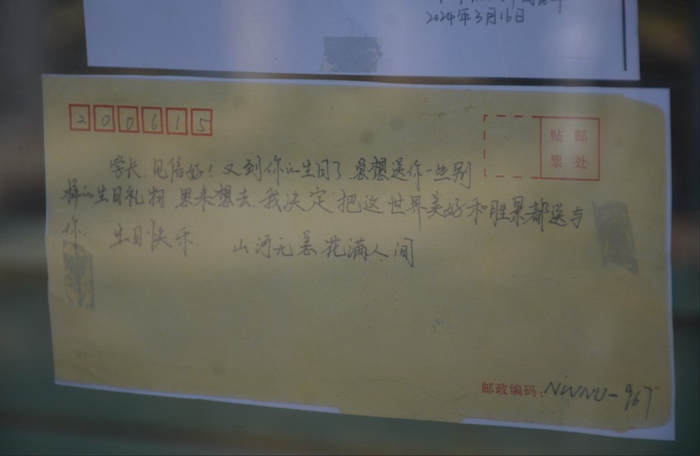 2024年3月16日
200615
贴邮
票处
学长，见信好！又到你的生日了 总想送你一些别
样的生日礼物 思来想去 我决定把这世界美好和胜景都送与
你 生日快乐 山河无恙 花满人间
邮政编码：NWNU-967